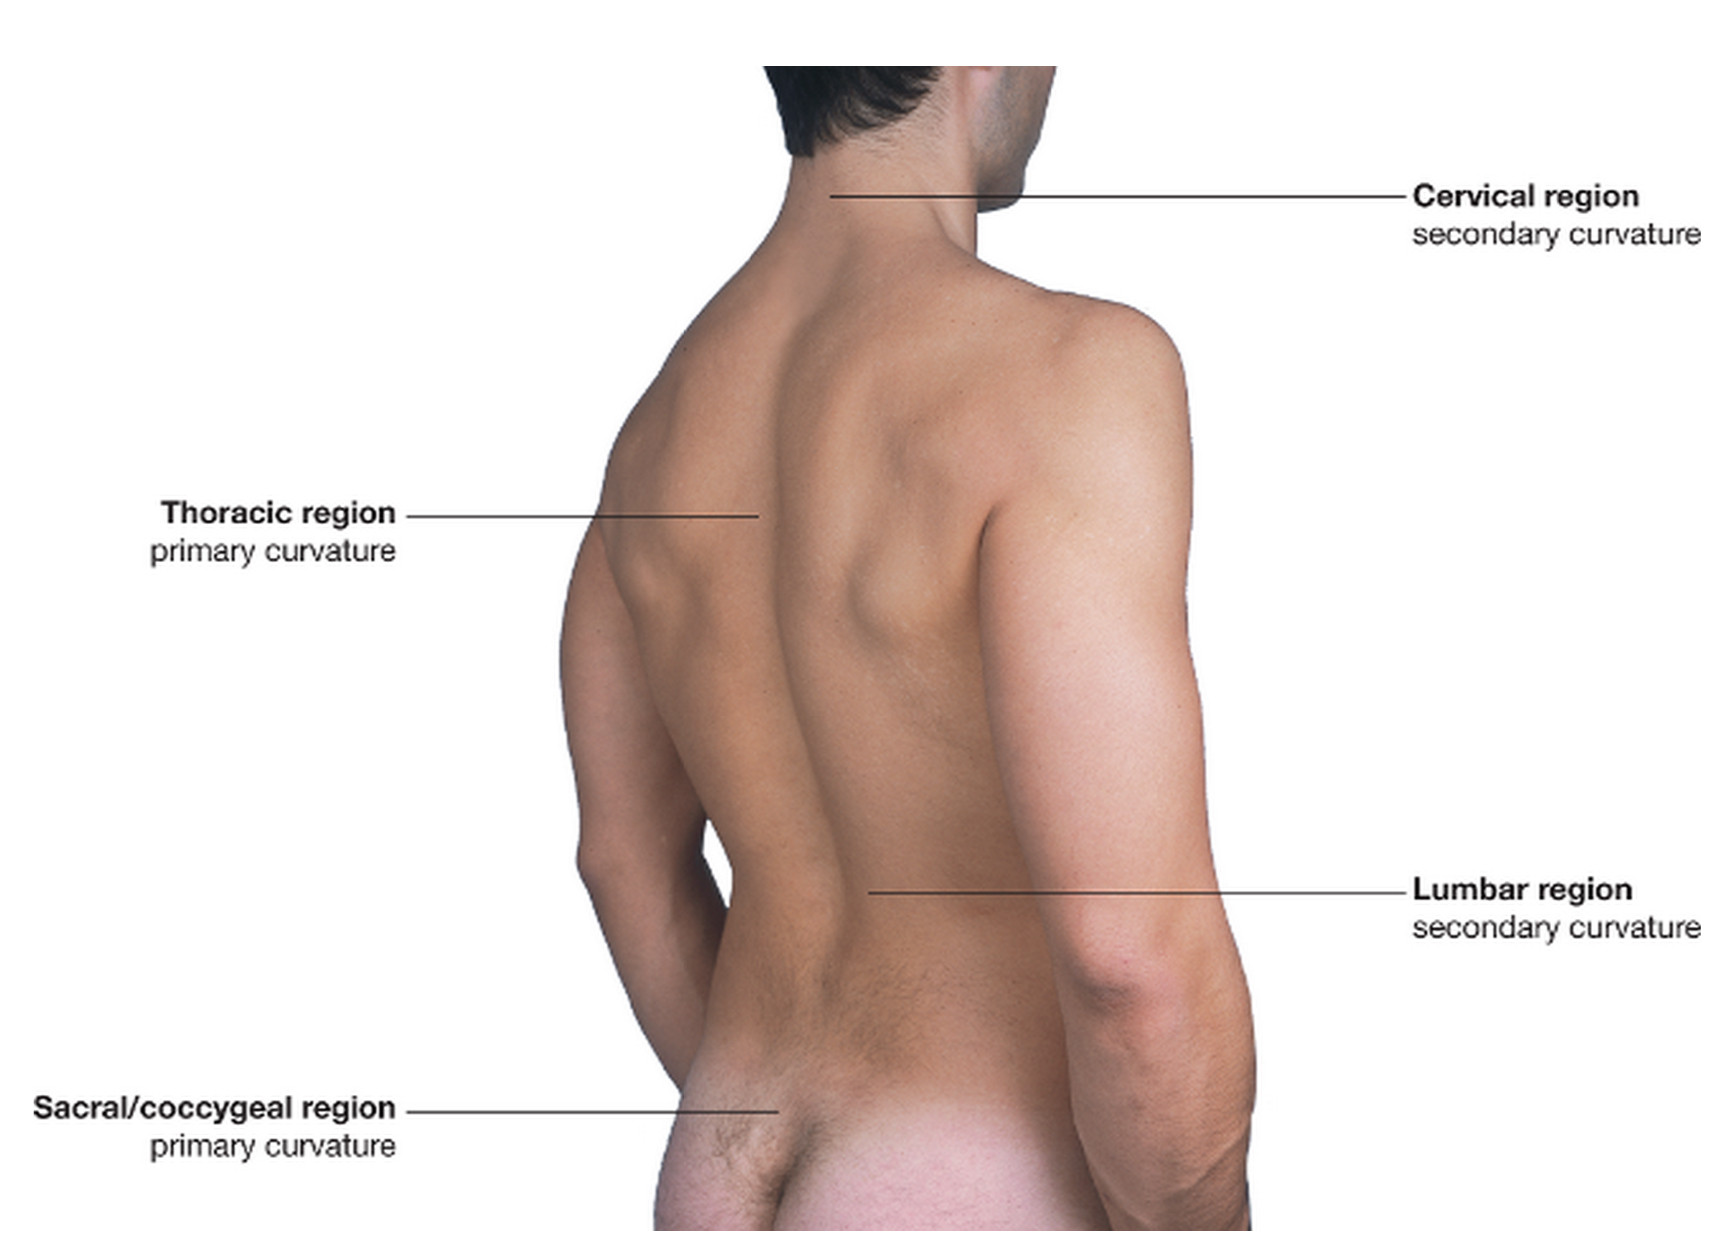 Cervical region
secondary curvature
Thoracic region
primary curvature
Lumbar region
secondary curvature
Sacral/coccygeal region
primary curvature